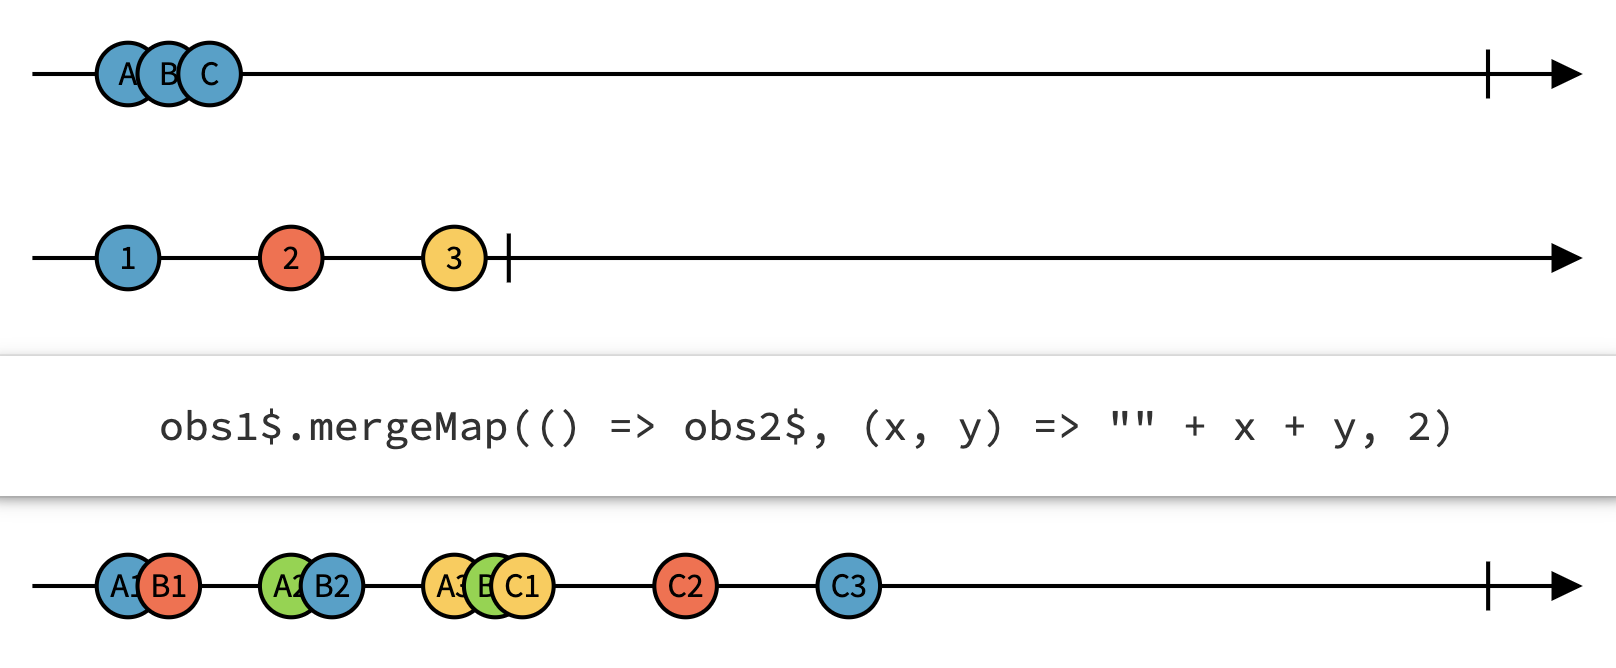 A B C
1 2 3
obs1$.mergeMap(() => obs2$, (x, y) => "" + x + y, 2)
A1 B1 A2 B2 A3 B C1 C2 C3